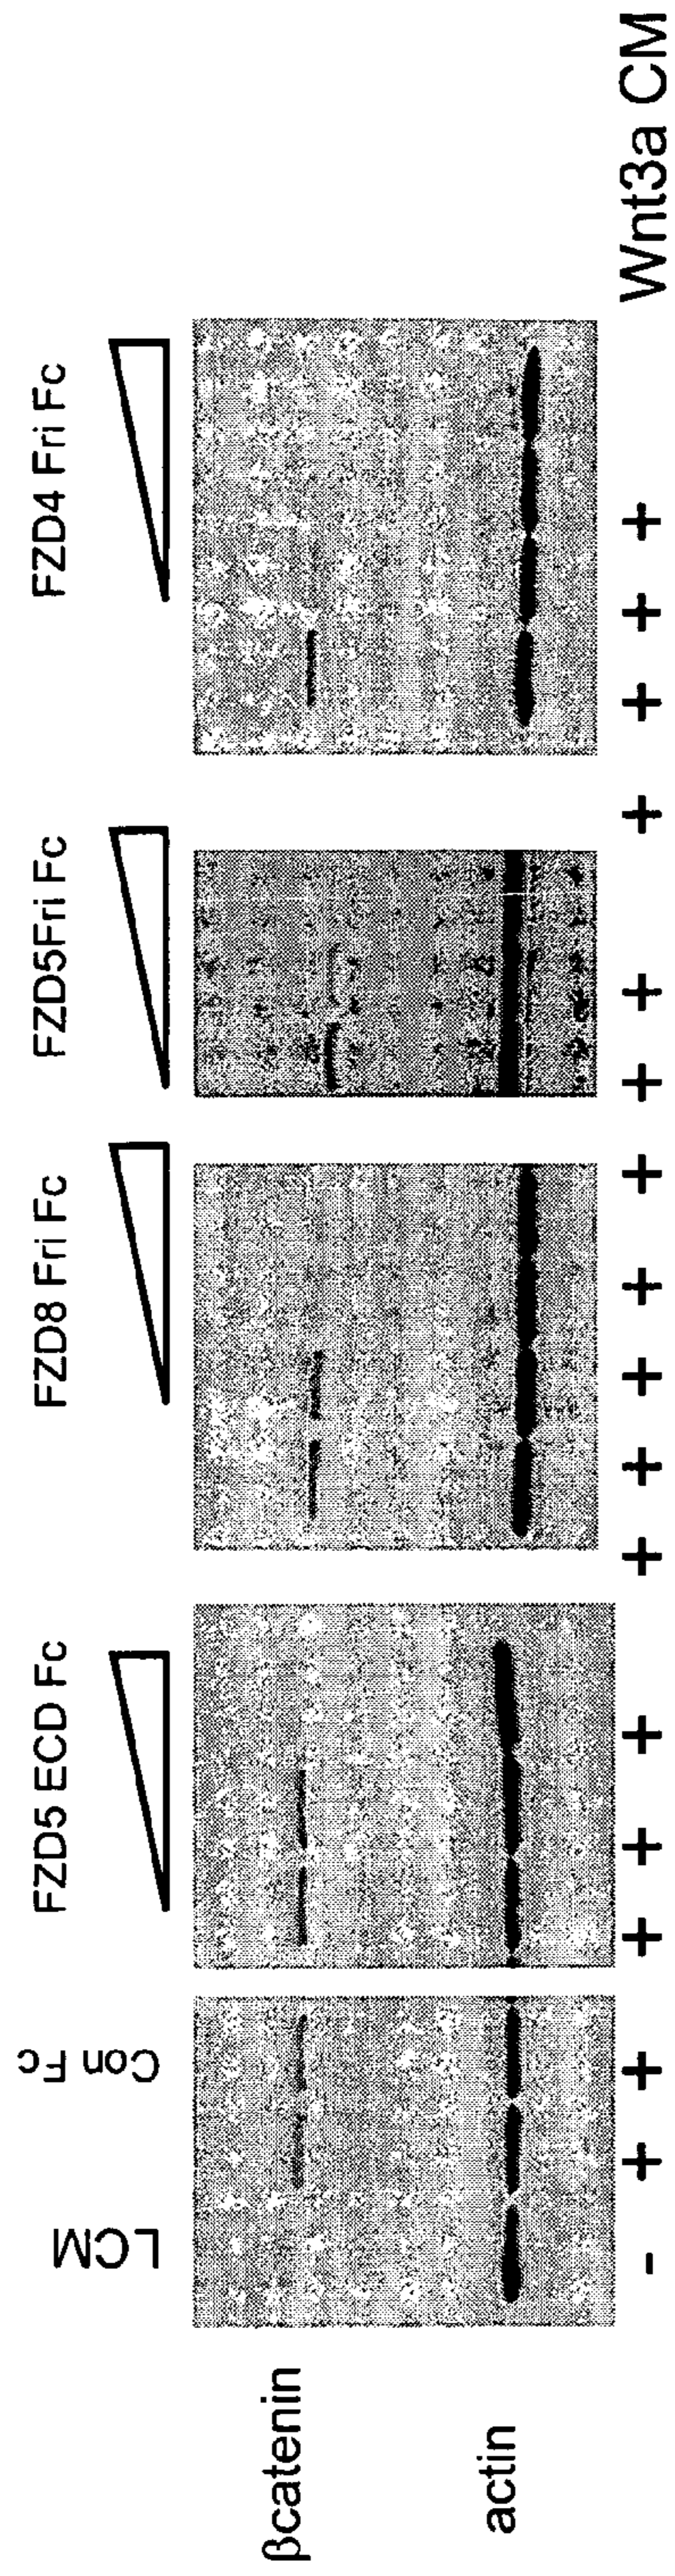 LCM Con Fc FZD5 ECD Fc FZD8 Fri Fc FZD5Fri Fc FZD4 Fri Fc
βcatenin
actin
- + + + + + + + + + + + + + + + + Wnt3a CM